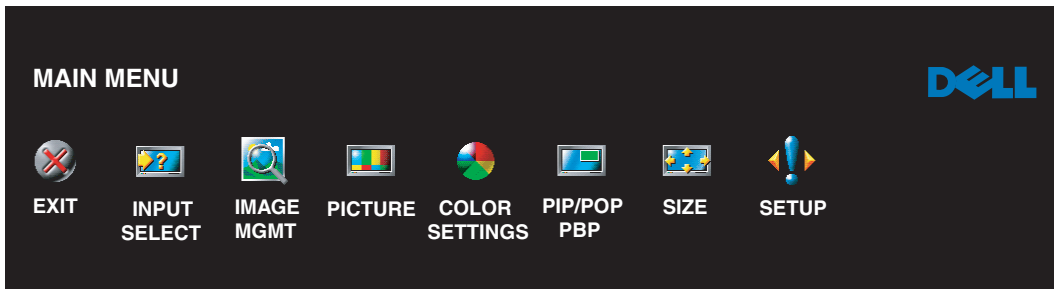 MAIN MENU
DELL
EXIT
INPUT
SELECT
IMAGE
MGMT
PICTURE
COLOR
SETTINGS
PIP/POP
PBP
SIZE
SETUP
?